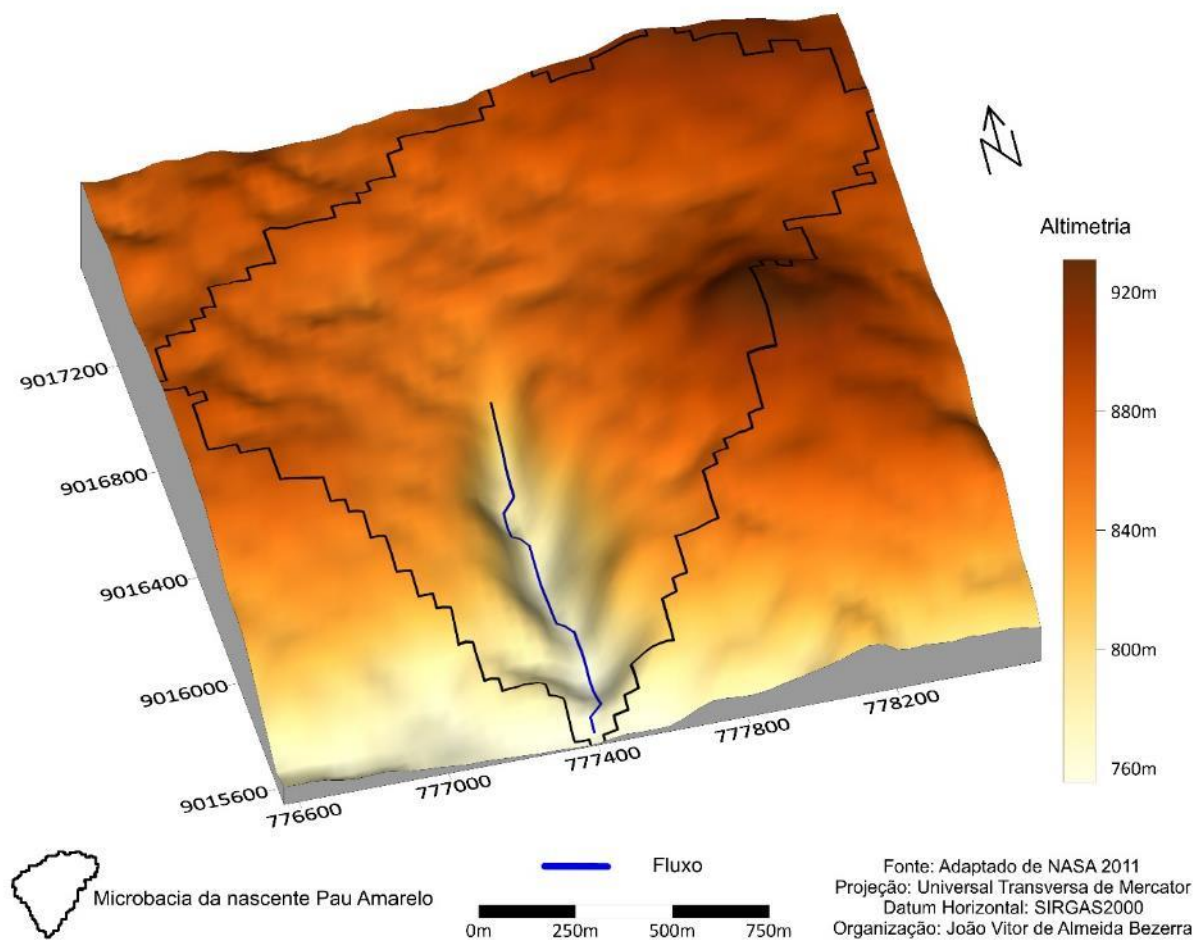 Altimetria
920m
880m
840m
800m
760m
9017200
9016800
9016400
9016000
9015600
776600
777000
777400
777800
778200
Microbacia da nascente Pau Amarelo
Fluxo
0m 250m 500m 750m
Fonte: Adaptado de NASA 2011
Projeção: Universal Transversa de Mercator
Datum Horizontal: SIRGAS2000
Organização: João Vitor de Almeida Bezerra